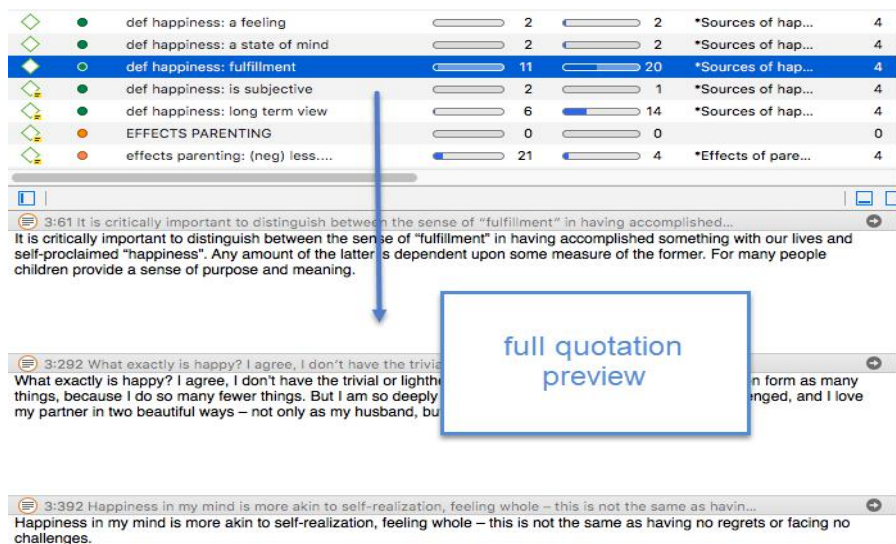 def happiness: a feeling 2 2 *Sources of hap... 4
def happiness: a state of mind 2 2 *Sources of hap... 4
def happiness: fulfillment 11 20 *Sources of hap... 4
def happiness: is subjective 2 1 *Sources of hap... 4
def happiness: long term view 6 14 *Sources of hap... 4
EFFECTS PARENTING 0 0 0
effects parenting: (neg) less.... 21 4 *Effects of pare... 4
3:61 It is critically important to distinguish between the sense of “fulfillment” in having accomplished...
It is critically important to distinguish between the sense of “fulfillment” in having accomplished something with our lives and
self-proclaimed “happiness”. Any amount of the latter is dependent upon some measure of the former. For many people
children provide a sense of purpose and meaning.
full quotation
preview
3:292 What exactly is happy? I agree, I don’t have the
What exactly is happy? I agree, I don’t have the trivial or form as many
things, because I do so many fewer things. But I am so deeply and I love
my partner in two beautiful ways – not only as my husband,
3:392 Happiness in my mind is more akin to self-realization, feeling whole – this is not the same as havin...
Happiness in my mind is more akin to self-realization, feeling whole – this is not the same as having no regrets or facing no
challenges.